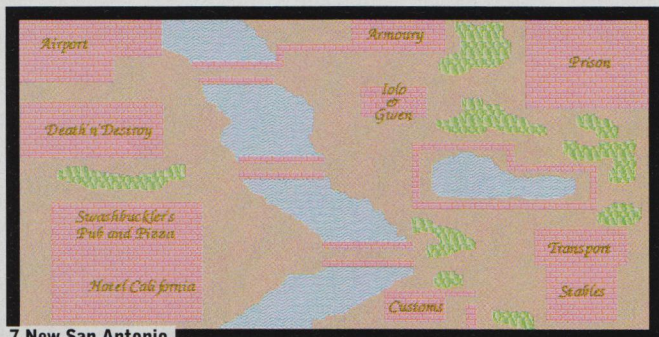 Airport
Armoury
Prison
Iolo
&
Gwen
Death 'n' Destroy
Swashbuckler's
Pub and Pizza
Hotel California
Transport
Stables
Customs
7 New San Antonio